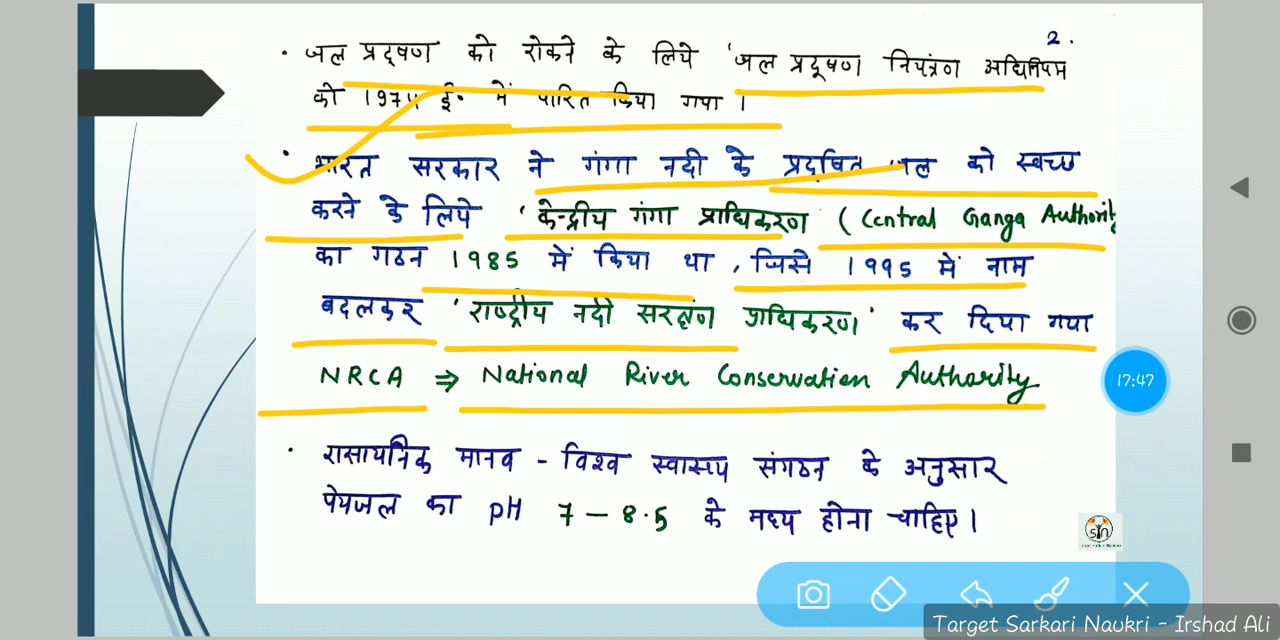 2.
• जल प्रदूषण को रोकने के लिये 'जल प्रदूषण नियंत्रण अधिनियम
को 1974 ई॰ में पारित किया गया ।
• भारत सरकार ने गंगा नदी के प्रदूषित जल को स्वच्छ
करने के लिये 'केन्द्रीय गंगा प्राधिकरण (Central Ganga Authority
का गठन 1985 में किया था , जिसे 1995 में नाम
बदलकर 'राष्ट्रीय नदी सरक्षंण प्राधिकरण' कर दिया गया
NRCA ⇒ National River Conservation Authority
17:47
• रासायनिक मानव - विश्व स्वास्थ्य संगठन के अनुसार
पेयजल का pH 7 – 8.5 के मध्य होना चाहिए ।
Target Sarkari Naukri - Irshad Ali